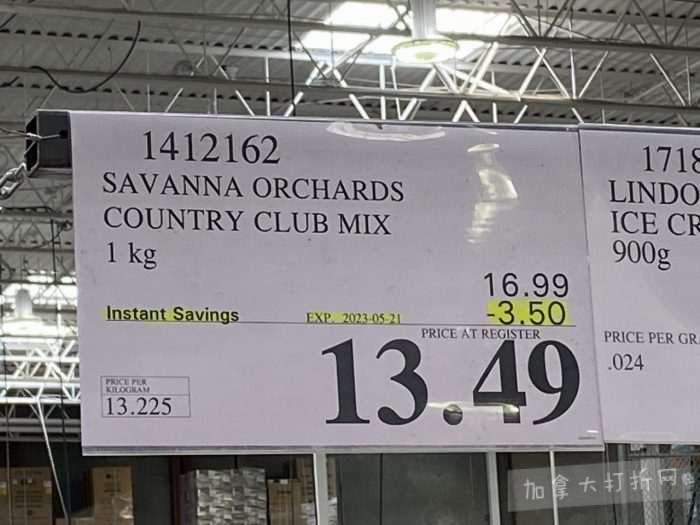 1412162
SAVANNA ORCHARDS
COUNTRY CLUB MIX
1 kg
16.99
Instant Savings EXP. 2023-05-21 -3.50
PRICE AT REGISTER
13.49
PRICE PER
KILOGRAM
13.225
1718
LINDO
ICE CR
900g
PRICE PER GR
.024
加拿大打折网